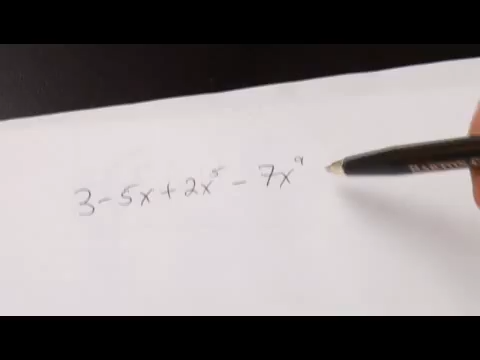 3 - 5x + 2x⁵ - 7x⁹